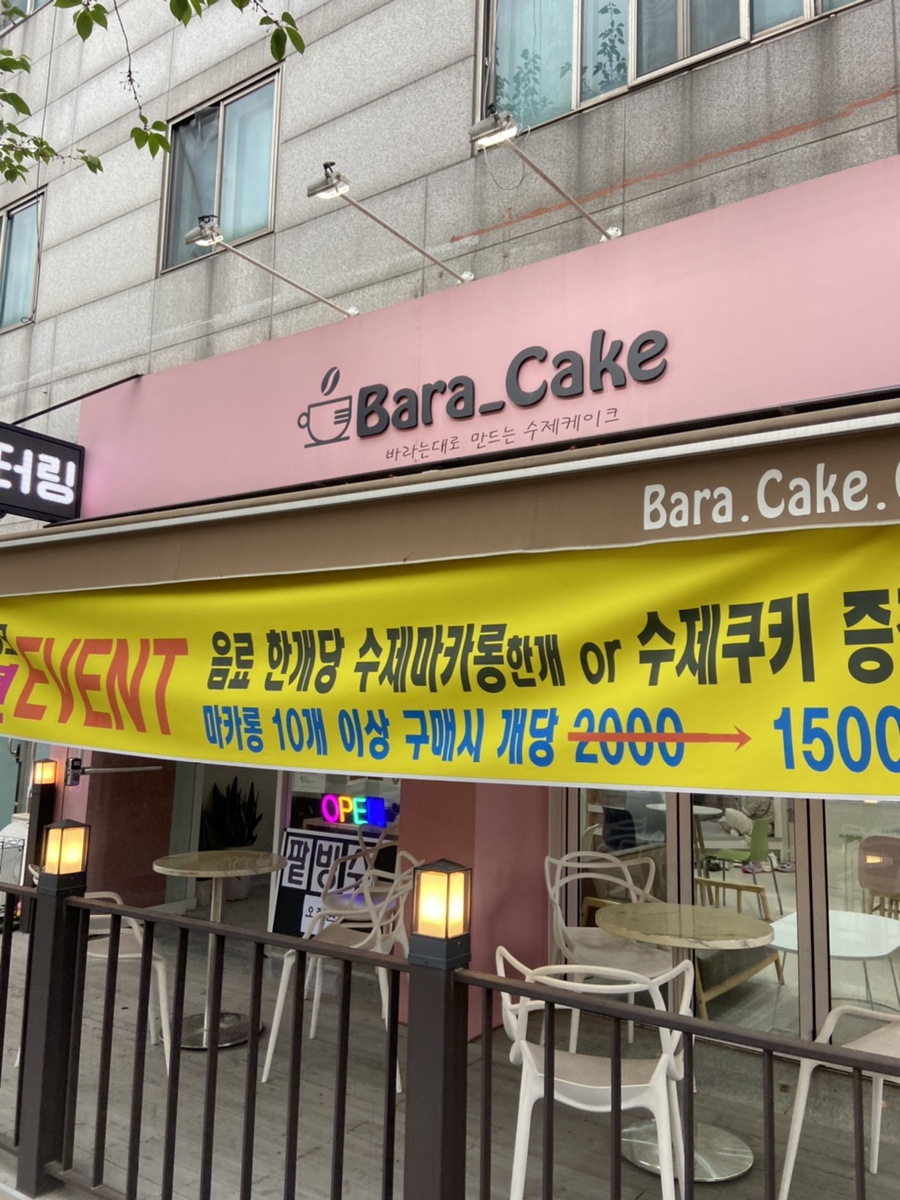 Bara_Cake
바라는대로 만드는 수제케이크
터링
Bara.Cake.
EVENT
음료 한개당 수제마카롱한개 or 수제쿠키 증
마카롱 10개 이상 구매시 개당 2000 → 1500
OPEN
팥빙